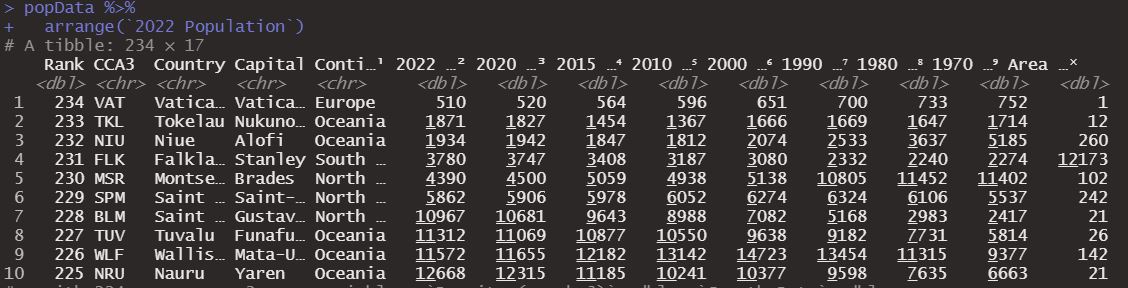 > popData %>%
+   arrange(`2022 Population`)
# A tibble: 234 × 17
Rank CCA3 Country Capital Conti…¹ 2022 …² 2020 …³ 2015 …⁴ 2010 …⁵ 2000 …⁶ 1990 …⁷ 1980 …⁸ 1970 …⁹ Area …ˣ
<dbl> <chr> <chr> <chr> <chr> <dbl> <dbl> <dbl> <dbl> <dbl> <dbl> <dbl> <dbl> <dbl>
1 234 VAT Vatica… Vatica… Europe 510 520 564 596 651 700 733 752 1
2 233 TKL Tokelau Nukuno… Oceania 1871 1827 1454 1367 1666 1669 1647 1714 12
3 232 NIU Niue Alofi Oceania 1934 1942 1847 1812 2074 2533 3637 5185 260
4 231 FLK Falkla… Stanley South … 3780 3747 3408 3187 3080 2332 2240 2274 12173
5 230 MSR Montse… Brades North … 4390 4500 5059 4938 5138 10805 11452 11402 102
6 229 SPM Saint … Saint-… North … 5862 5906 5978 6052 6274 6324 6106 5537 242
7 228 BLM Saint … Gustav… North … 10967 10681 9643 8988 7082 5168 2983 2417 21
8 227 TUV Tuvalu Funafu… Oceania 11312 11069 10877 10550 9638 9182 7731 5814 26
9 226 WLF Wallis… Mata-U… Oceania 11572 11655 12182 13142 14723 13454 11315 9377 142
10 225 NRU Nauru Yaren Oceania 12668 12315 11185 10241 10377 9598 7635 6663 21